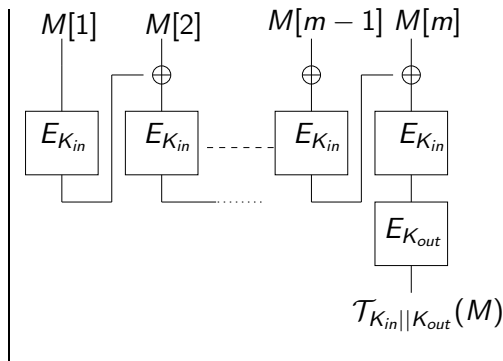 M[1] M[2] M[m − 1] M[m]
E_{K_{in}} E_{K_{in}} E_{K_{in}} E_{K_{in}}
E_{K_{out}}
𝒯_{K_{in}||K_{out}}(M)